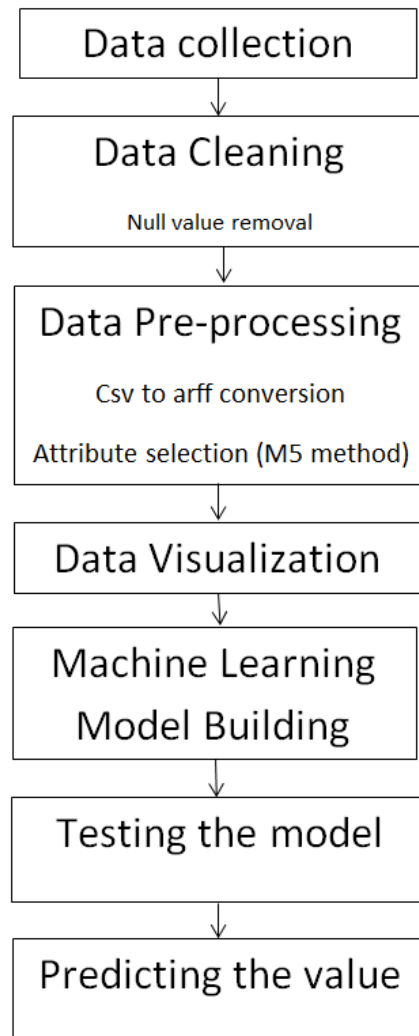 Data collection
Data Cleaning
Null value removal
Data Pre-processing
Csv to arff conversion
Attribute selection (M5 method)
Data Visualization
Machine Learning
Model Building
Testing the model
Predicting the value